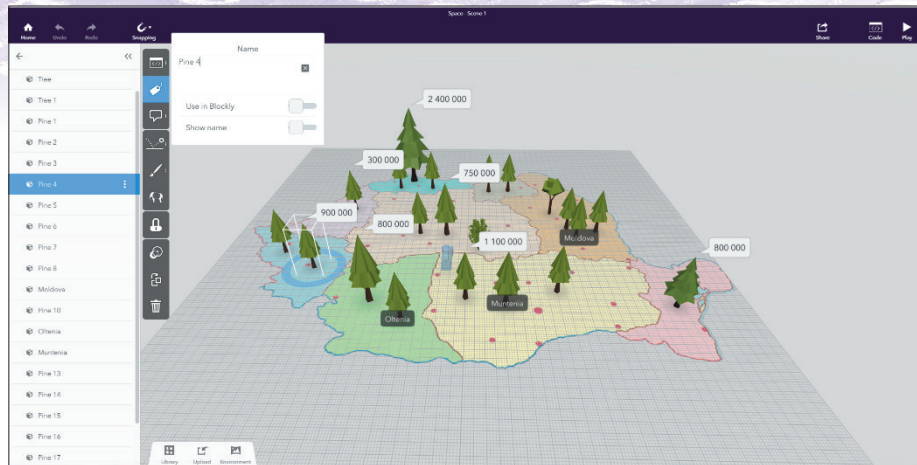 Space - Scene 1
Home
Undo
Redo
Snapping
Share
Code
Play
Tree
Tree 1
Pine 1
Pine 2
Pine 3
Pine 4
Pine 5
Pine 6
Pine 7
Pine 8
Moldova
Pine 10
Oltenia
Muntenia
Pine 13
Pine 14
Pine 15
Pine 16
Pine 17
Name
Pine 4
Use in Blockly
Show name
2 400 000
300 000
750 000
900 000
800 000
1 100 000
Moldova
800 000
Muntenia
Oltenia
Library
Upload
Environment